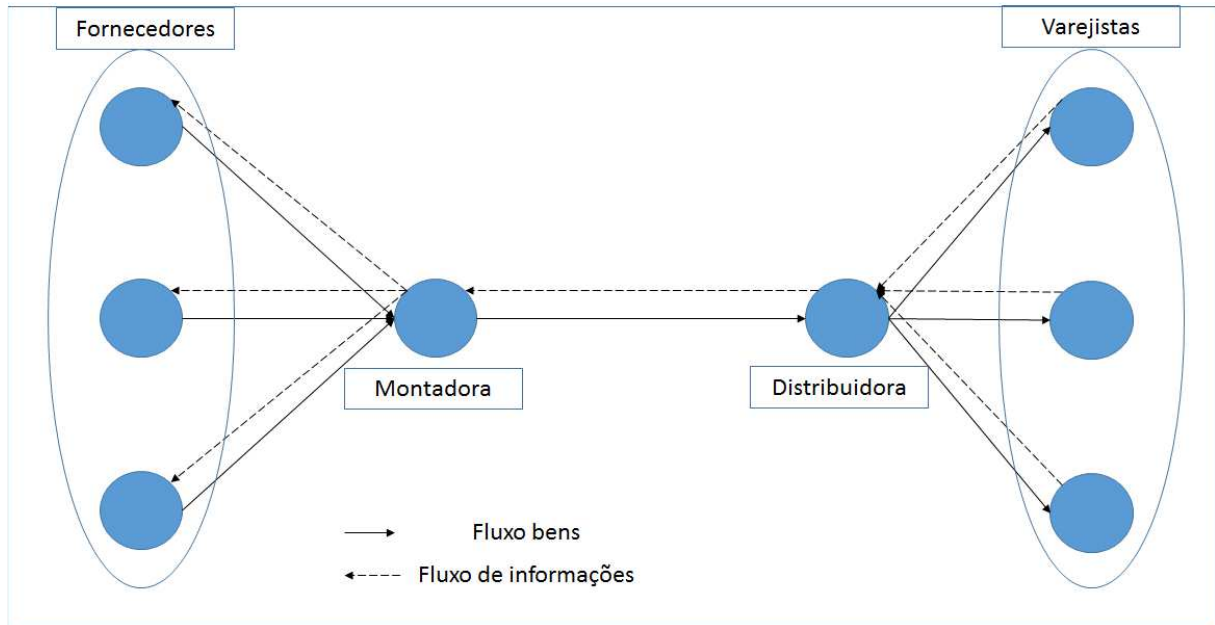 Fornecedores
Varejistas
Montadora
Distribuidora
Fluxo bens
Fluxo de informações